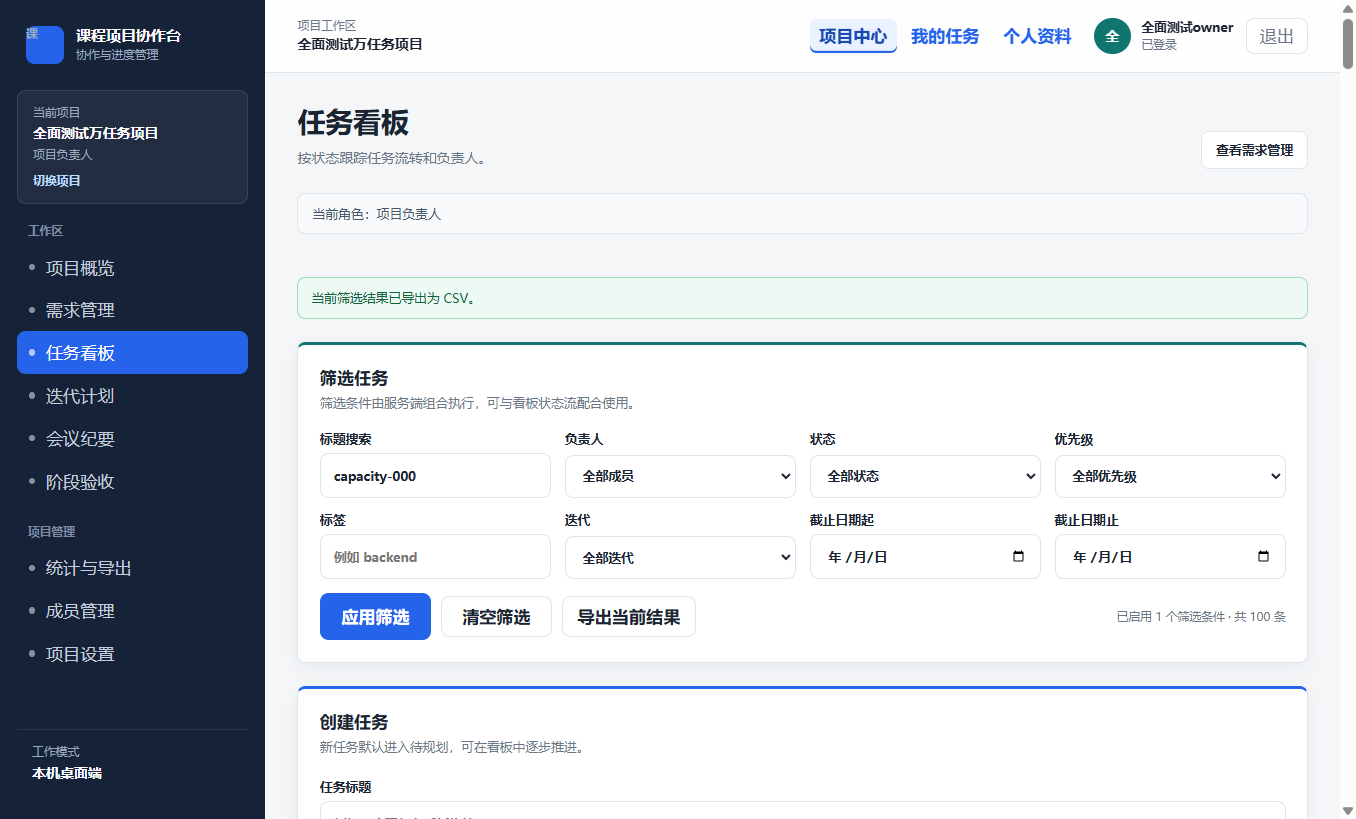 课
课程项目协作台
协作与进度管理
当前项目
全面测试万任务项目
项目负责人
切换项目
工作区
项目概览
需求管理
任务看板
迭代计划
会议纪要
阶段验收
项目管理
统计与导出
成员管理
项目设置
工作模式
本机桌面端
项目工作区
全面测试万任务项目
项目中心
我的任务
个人资料
全
全面测试owner
已登录
退出
任务看板
按状态跟踪任务流转和负责人。
查看需求管理
当前角色：项目负责人
当前筛选结果已导出为 CSV。
筛选任务
筛选条件由服务端组合执行，可与看板状态流配合使用。
标题搜索
负责人
状态
优先级
capacity-000
全部成员
全部状态
全部优先级
标签
迭代
截止日期起
截止日期止
例如 backend
全部迭代
年 /月/日
年 /月/日
应用筛选
清空筛选
导出当前结果
已启用 1 个筛选条件 · 共 100 条
创建任务
新任务默认进入待规划，可在看板中逐步推进。
任务标题